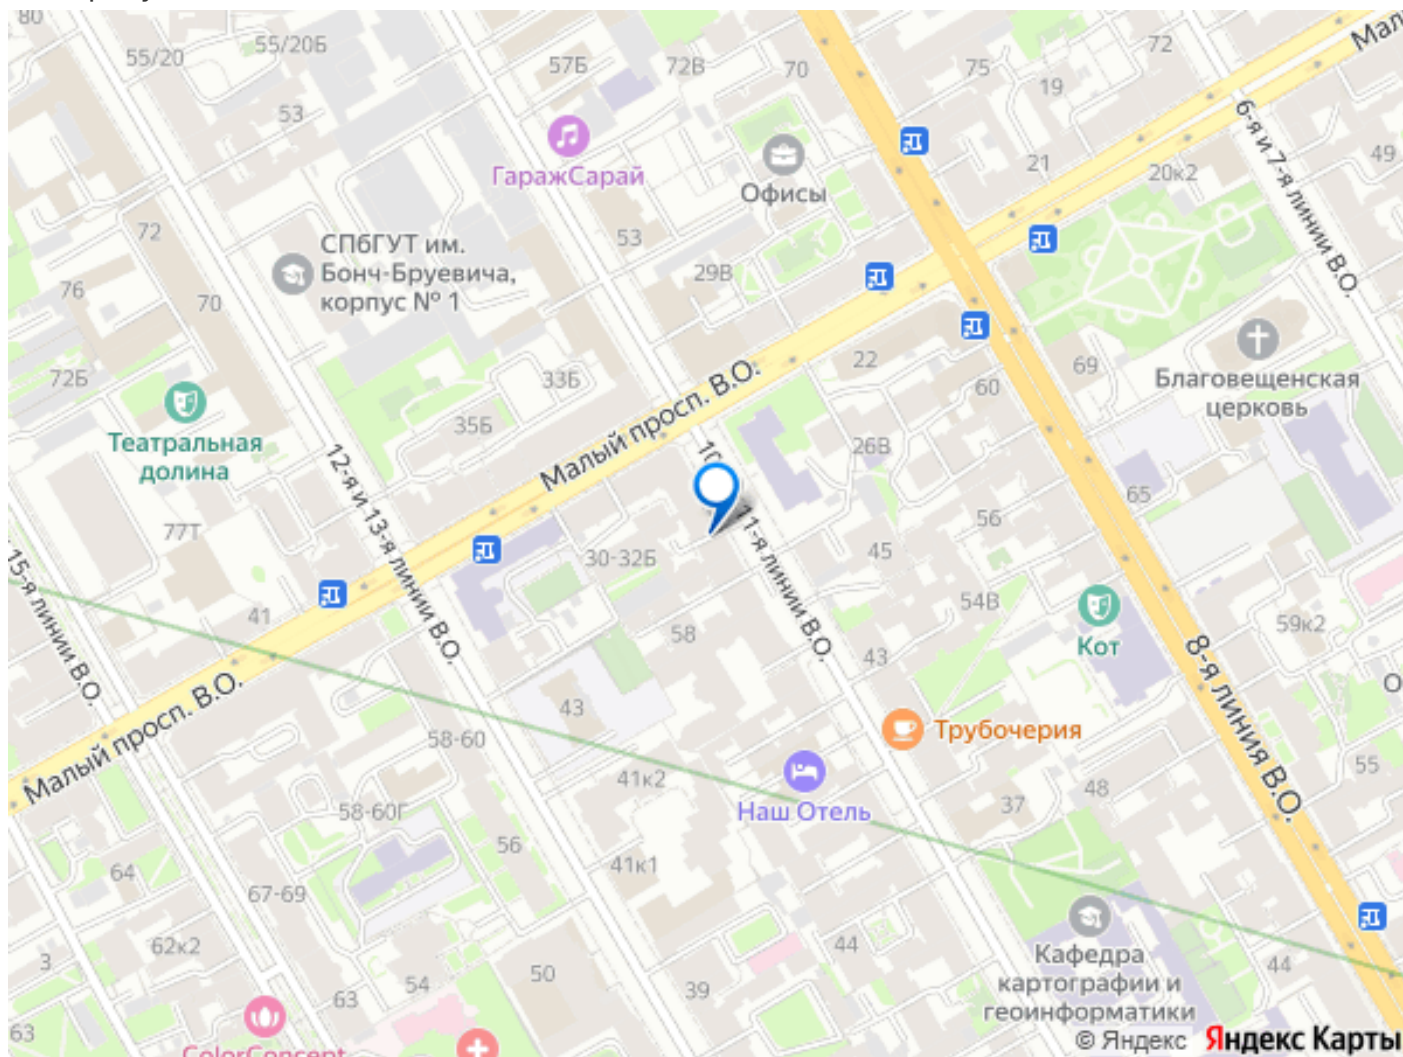 80
55/20
55/20Б
57Б
72В
70
75
72
19
53
ГаражСарай
Офисы
21
20к2
49
6-я и 7-я линии В.О.
72
СПбГУТ им.
Бонч-Бруевича,
корпус № 1
53
29В
76
70
72Б
33Б
22
60
69
Благовещенская
церковь
Театральная
долина
35Б
Малый просп. В.О.
26В
12-я и 13-я линии В.О.
11-я линии В.О.
77Т
30-32Б
45
56
65
15-я линии В.О.
41
58
54В
Кот
59к2
43
8-я линия В.О.
Малый просп. В.О.
43
Трубочерия
58-60
41к2
Наш Отель
37
48
55
58-60Г
56
41к1
64
67-69
62к2
3
54
50
44
Кафедра
картографии и
геоинформатики
44
63
63
39
ColorConcept
© Яндекс Яндекс Карты